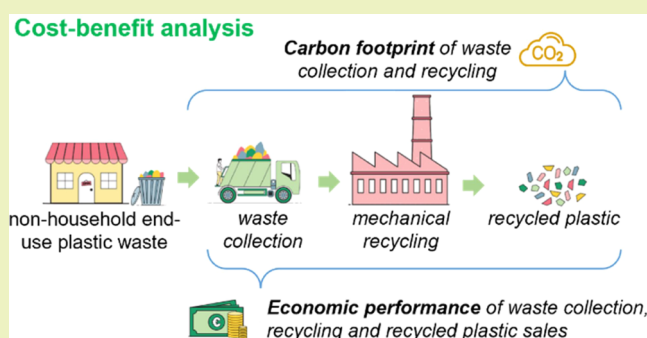 Cost-benefit analysis
Carbon footprint of waste
collection and recycling
CO₂
non-household end-
use plastic waste
waste
collection
mechanical
recycling
recycled plastic
Economic performance of waste collection,
recycling and recycled plastic sales